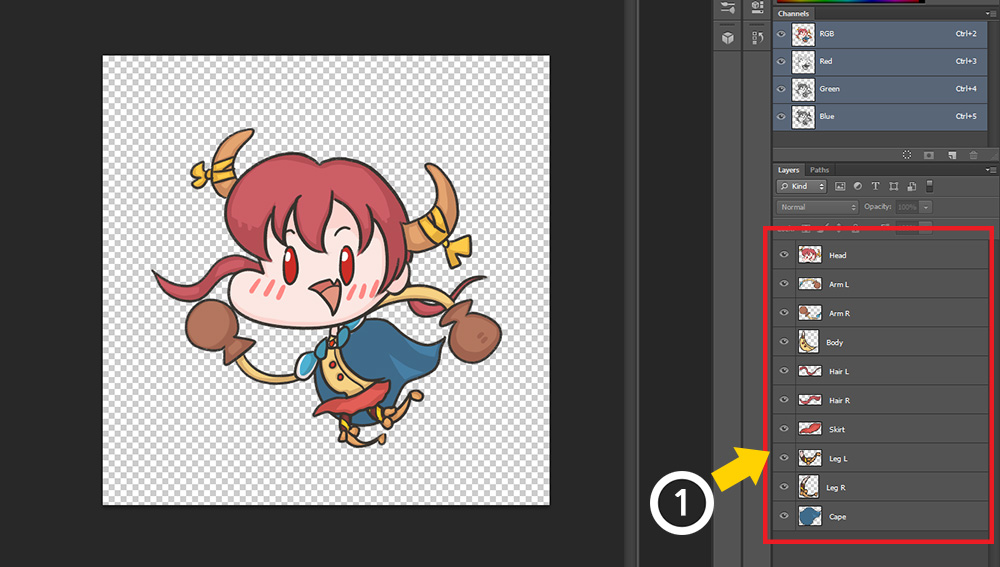 Channels
RGB Ctrl+2
Red Ctrl+3
Green Ctrl+4
Blue Ctrl+5
Layers Paths
Kind
Normal Opacity: 100%
Head
Arm L
Arm R
Body
Hair L
Hair R
Skirt
Leg L
Leg R
Cape
1